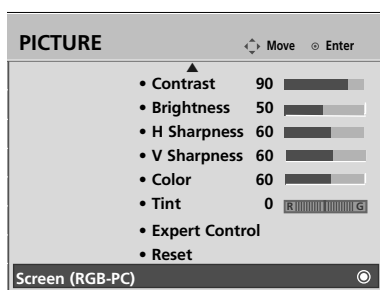 PICTURE Move Enter
• Contrast 90
• Brightness 50
• H Sharpness 60
• V Sharpness 60
• Color 60
• Tint 0 R G
• Expert Control
• Reset
Screen (RGB-PC)